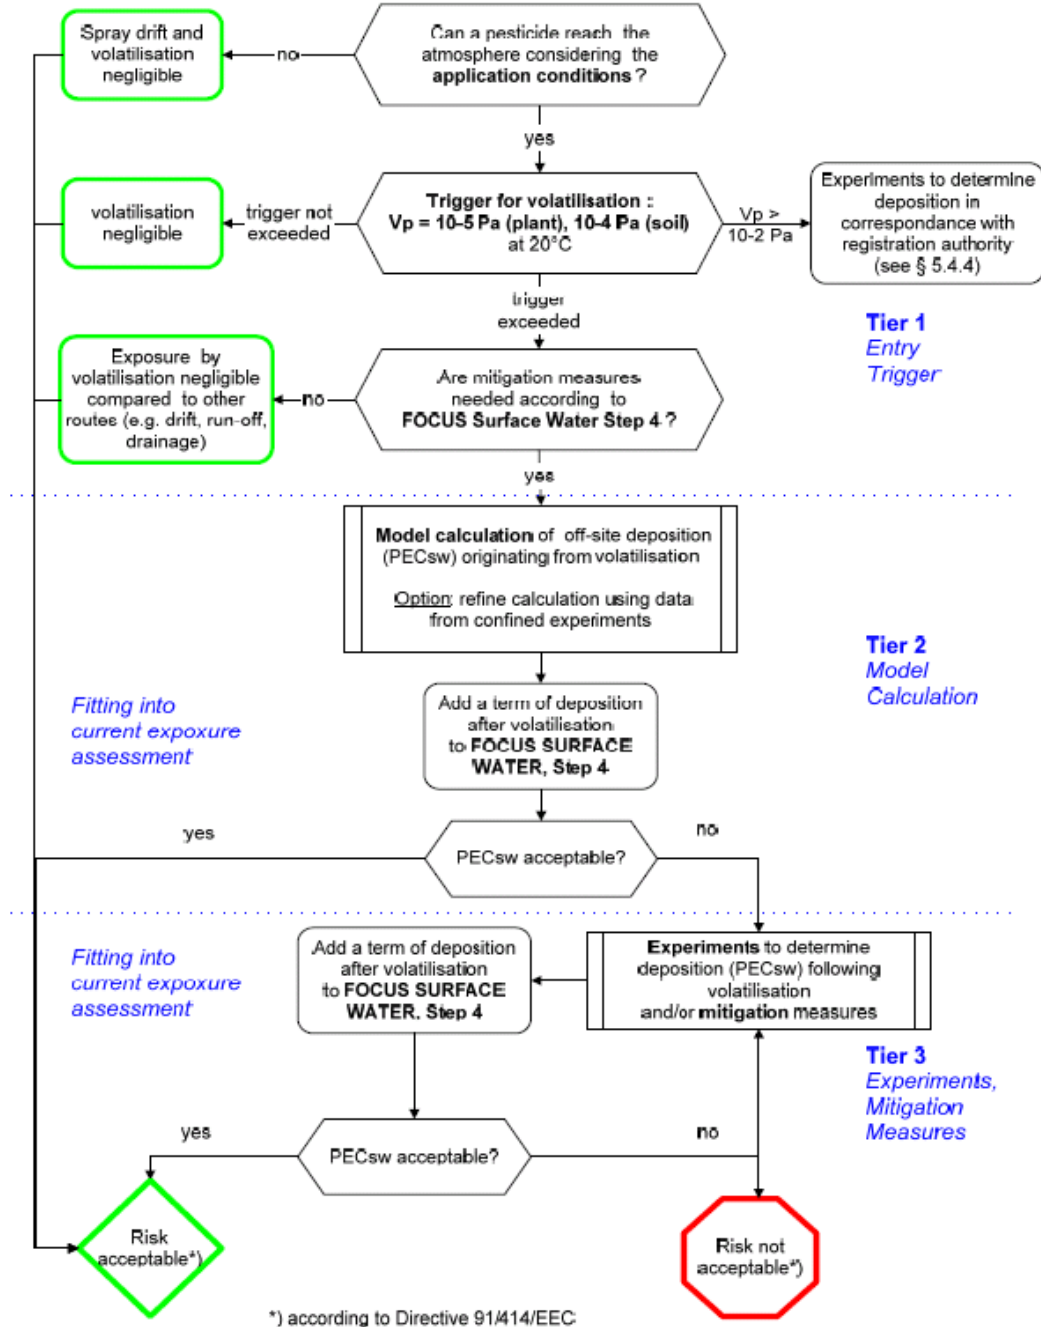 Spray drift and
volatilisation
negligible
no
Can a pesticide reach the
atmosphere considering the
application conditions ?
yes
volatilisation
negligible
trigger not
exceeded
Trigger for volatilisation :
Vp = 10-5 Pa (plant), 10-4 Pa (soil)
at 20°C
Vp >
10-2 Pa
Experiments to determine
deposition in
correspondance with
registration authority
(see § 5.4.4)
trigger
exceeded
Tier 1
Entry
Trigger
Exposure by
volatilisation negligible
compared to other
routes (e.g. drift, run-off,
drainage)
no
Are mitigation measures
needed according to
FOCUS Surface Water Step 4 ?
yes
Model calculation of off-site deposition
(PECsw) originating from volatilisation
Option: refine calculation using data
from confined experiments
Tier 2
Model
Calculation
Fitting into
current expoxure
assessment
Add a term of deposition
after volatilisation
to FOCUS SURFACE
WATER, Step 4
yes
PECsw acceptable?
no
Fitting into
current expoxure
assessment
Add a term of deposition
after volatilisation
to FOCUS SURFACE
WATER. Step 4
Experiments to determine
deposition (PECsw) following
volatilisation
and/or mitigation measures
Tier 3
Experiments,
Mitigation
Measures
yes
PECsw acceptable?
no
Risk
acceptable*)
Risk not
acceptable*)
*) according to Directive 91/414/EEC